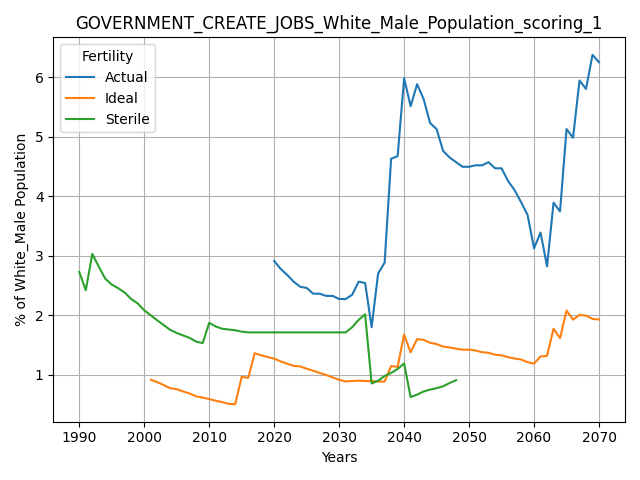 GOVERNMENT_CREATE_JOBS_White_Male_Population_scoring_1
Fertility
Actual
Ideal
Sterile
% of White_Male Population
6
5
4
3
2
1
1990 2000 2010 2020 2030 2040 2050 2060 2070
Years